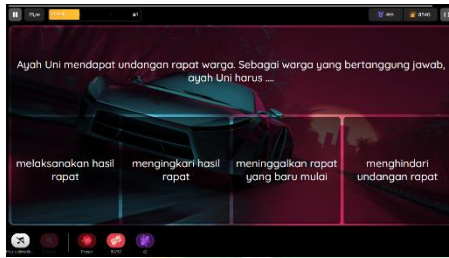 Ayah Uni mendapat undangan rapat warga. Sebagai warga yang bertanggung jawab,
ayah Uni harus ....
melaksanakan hasil
rapat
mengingkari hasil
rapat
meninggalkan rapat
yang baru mulai
menghindari
undangan rapat